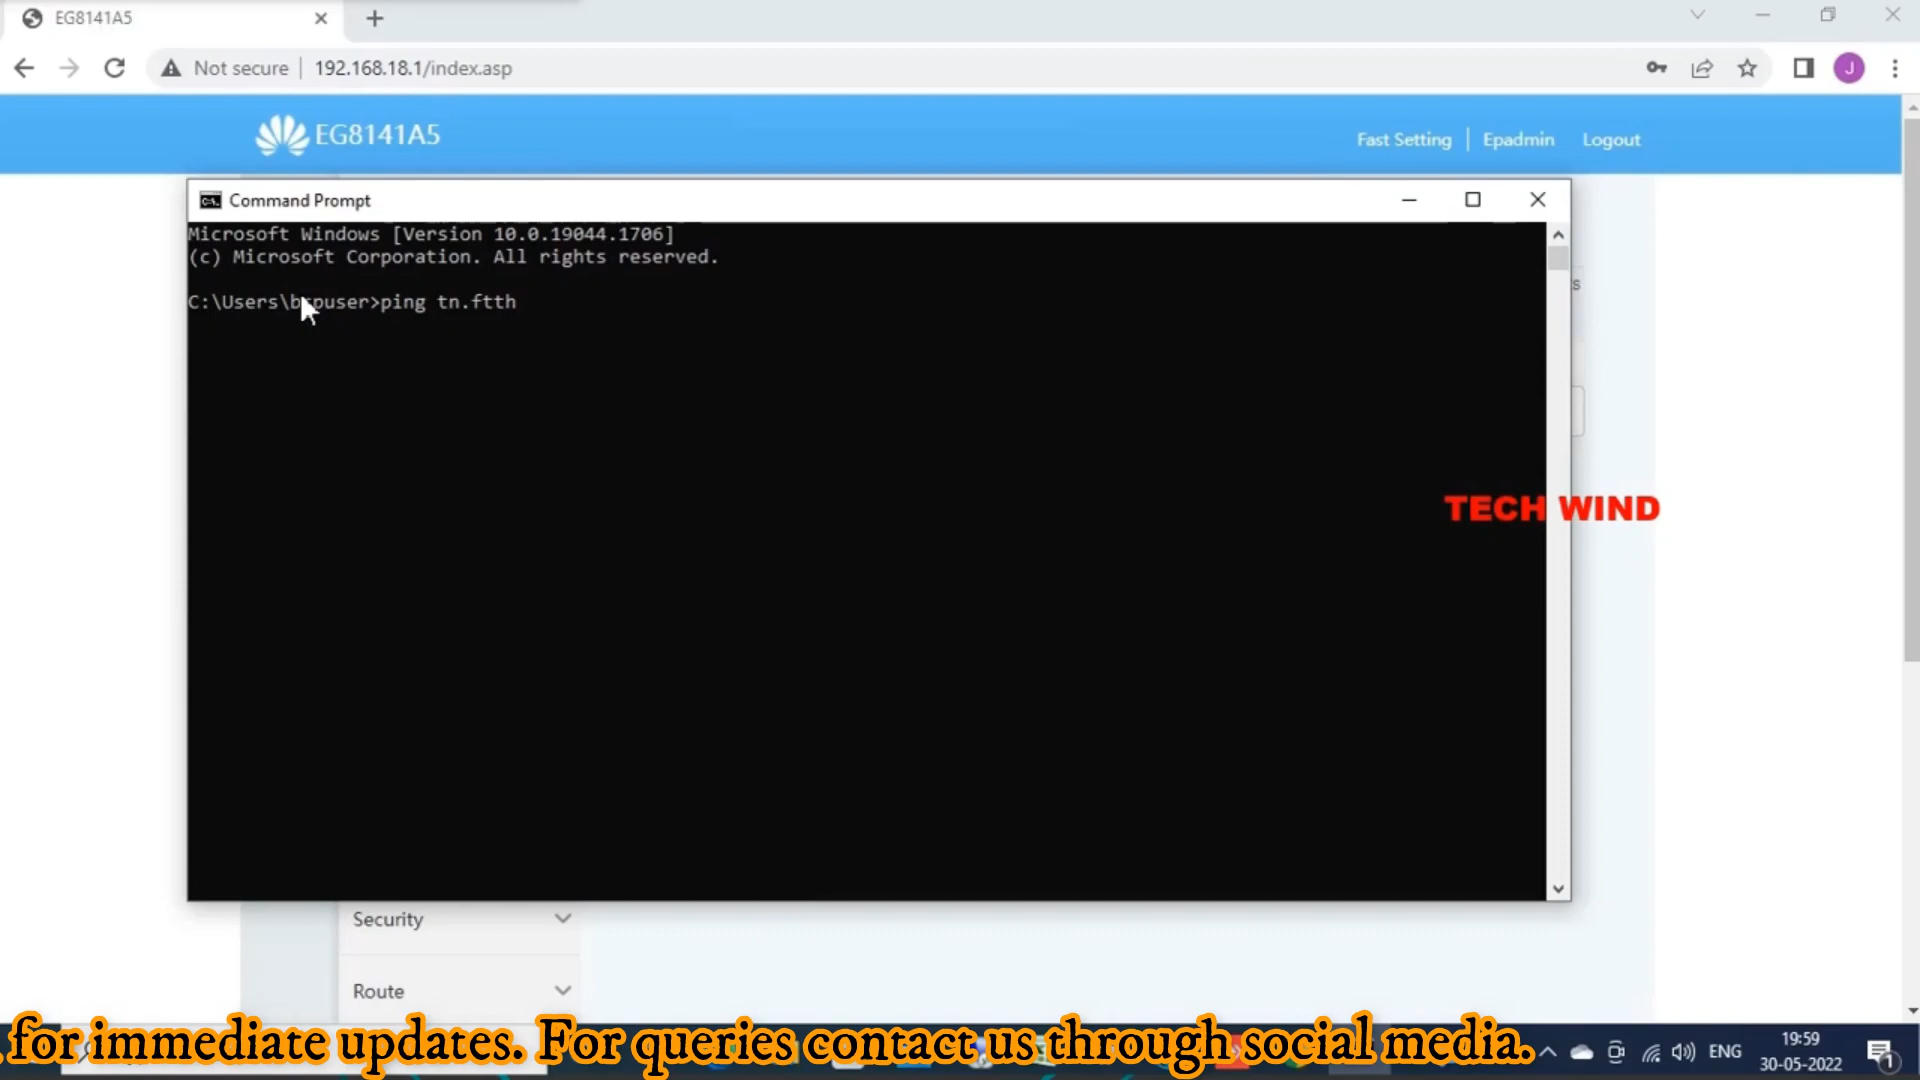 EG8141A5
Not secure
192.168.18.1/index.asp
J
EG8141A5
Fast Setting
Epadmin
Logout
Command Prompt
Microsoft Windows [Version 10.0.19044.1706]
(c) Microsoft Corporation. All rights reserved.
ping tn.ftth
s
TECH WIND
Security
Route
for immediate updates. For queries contact us through social media.
ENG
19:59
30-05-2022
1